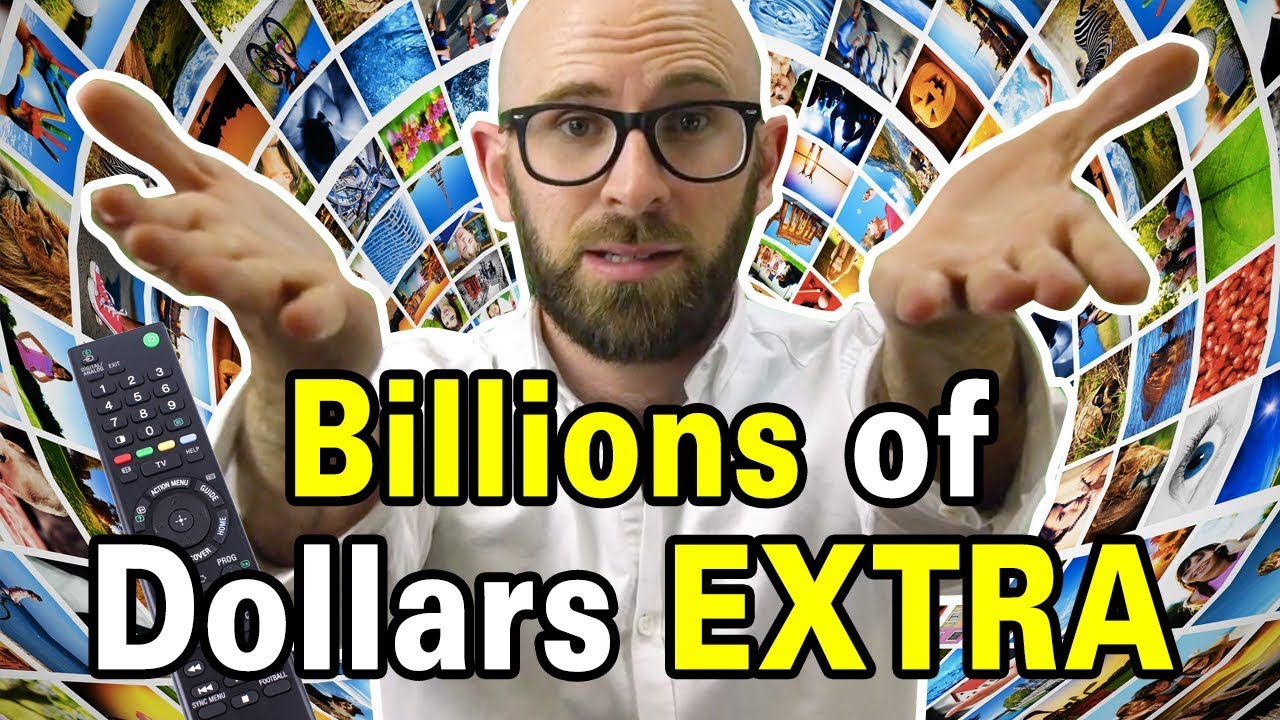 Billions of
Dollars EXTRA
DIGITAL/
ANALOG
EXIT
1 2 3
4 5 6
7 8 9
0
HELP
TV
ACTION MENU
GUIDE
HOME
PROG
SYNC MENU
FOOTBALL